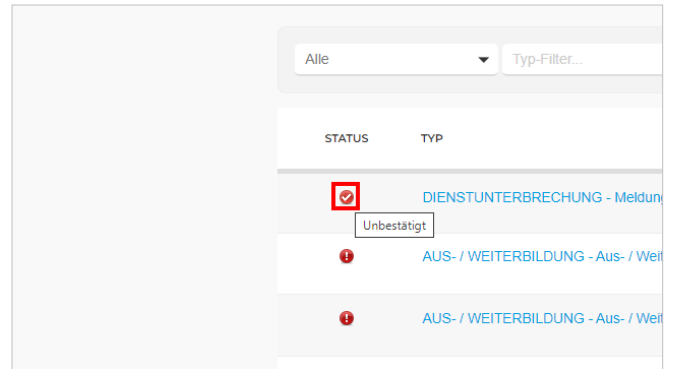 Alle Typ-Filter...
STATUS TYP
DIENSTUNTERBRECHUNG - Meldung
Unbestätigt
AUS- / WEITERBILDUNG - Aus- / Weit
AUS- / WEITERBILDUNG - Aus- / Weit